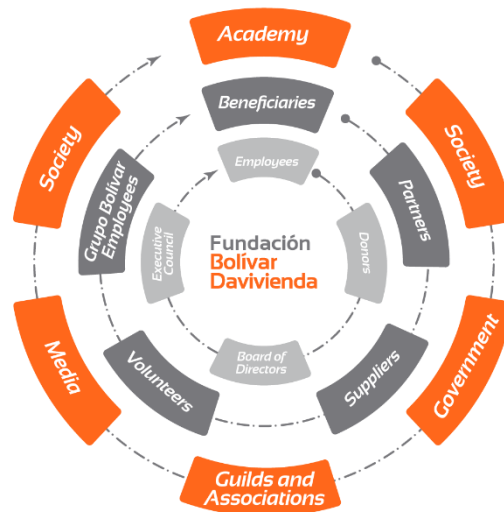 Academy
Society
Government
Guilds and
Associations
Media
Society
Beneficiaries
Partners
Suppliers
Volunteers
Grupo Bolívar
Employees
Employees
Donors
Board of
Directors
Executive
Council
Fundación
Bolívar
Davivienda